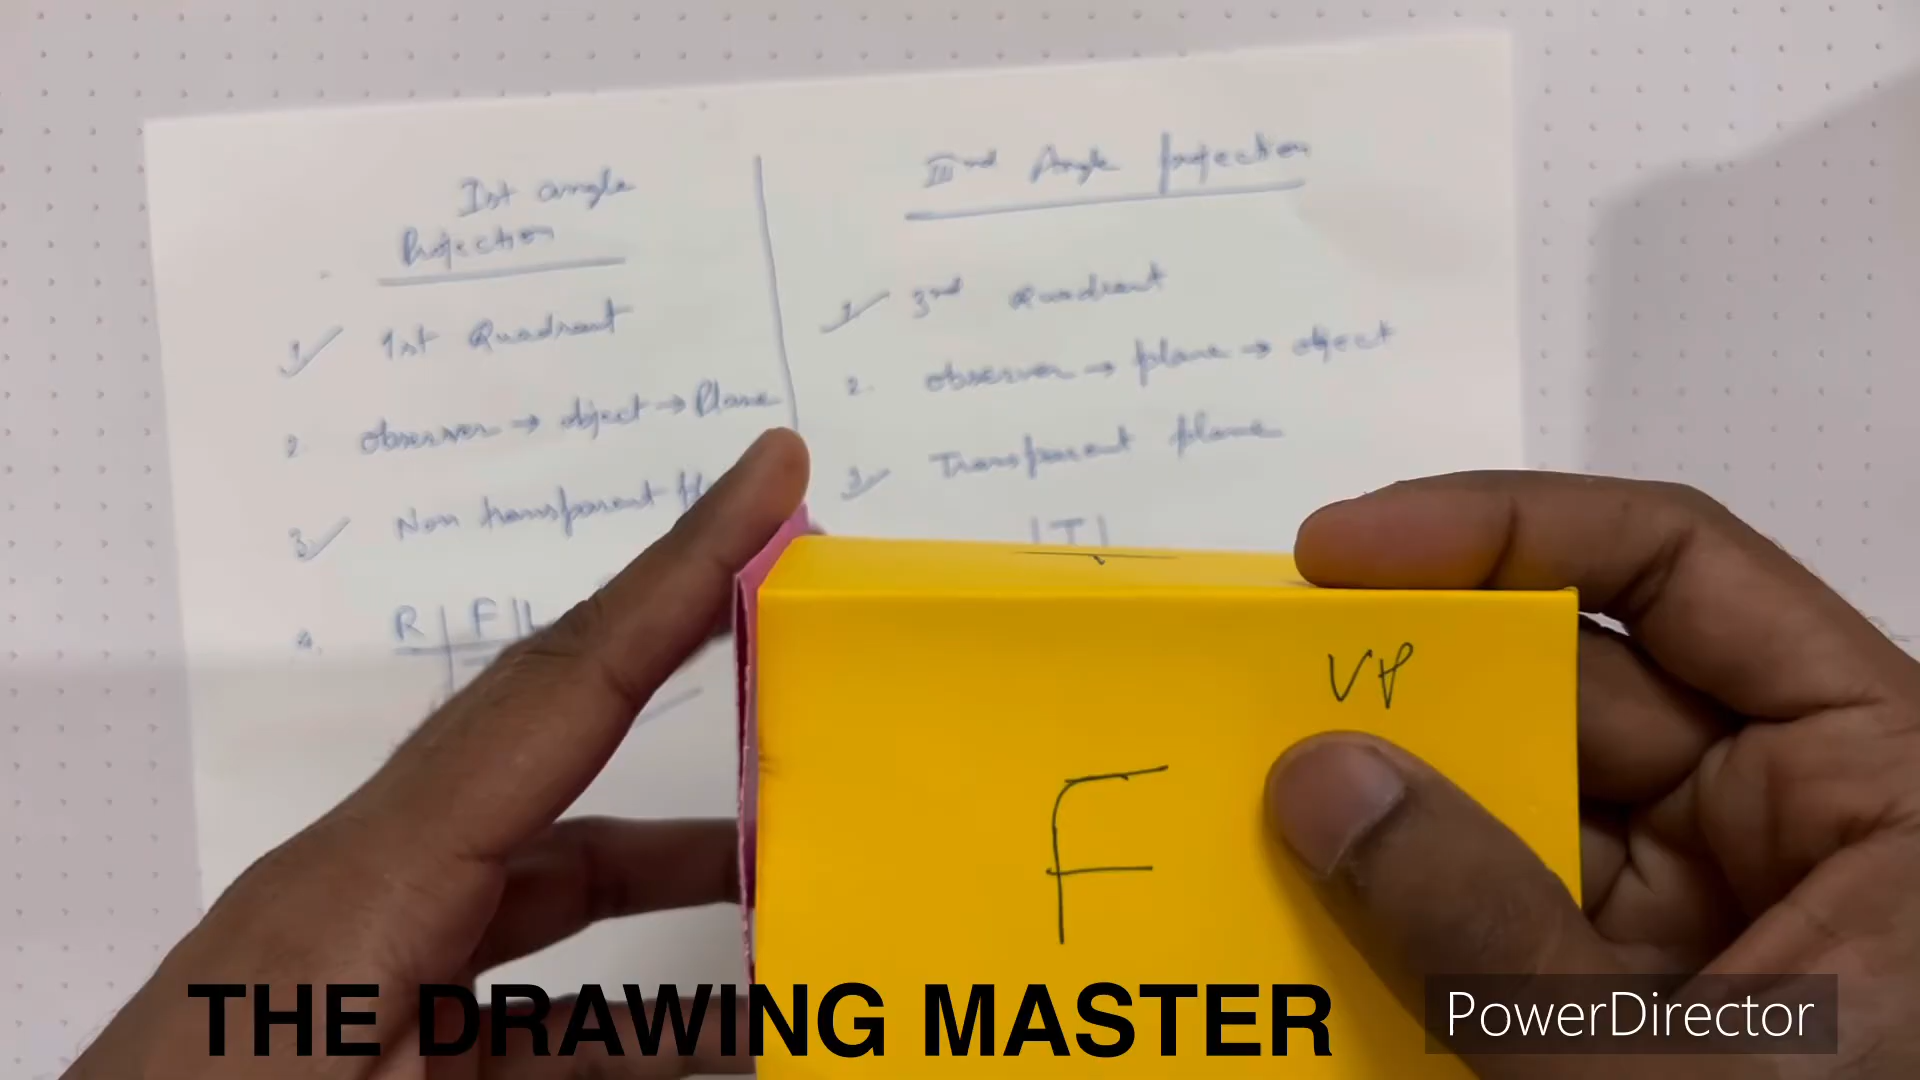 Ist angle
Projection
1 1st Quadrant
2. observer → object → Plane
3 Non transparent
4. R | F | L
IIInd Angle projection
1 3rd Quadrant
2. observer → plane → object
3 Transparent plane
| T |
VP
F
THE DRAWING MASTER
PowerDirector